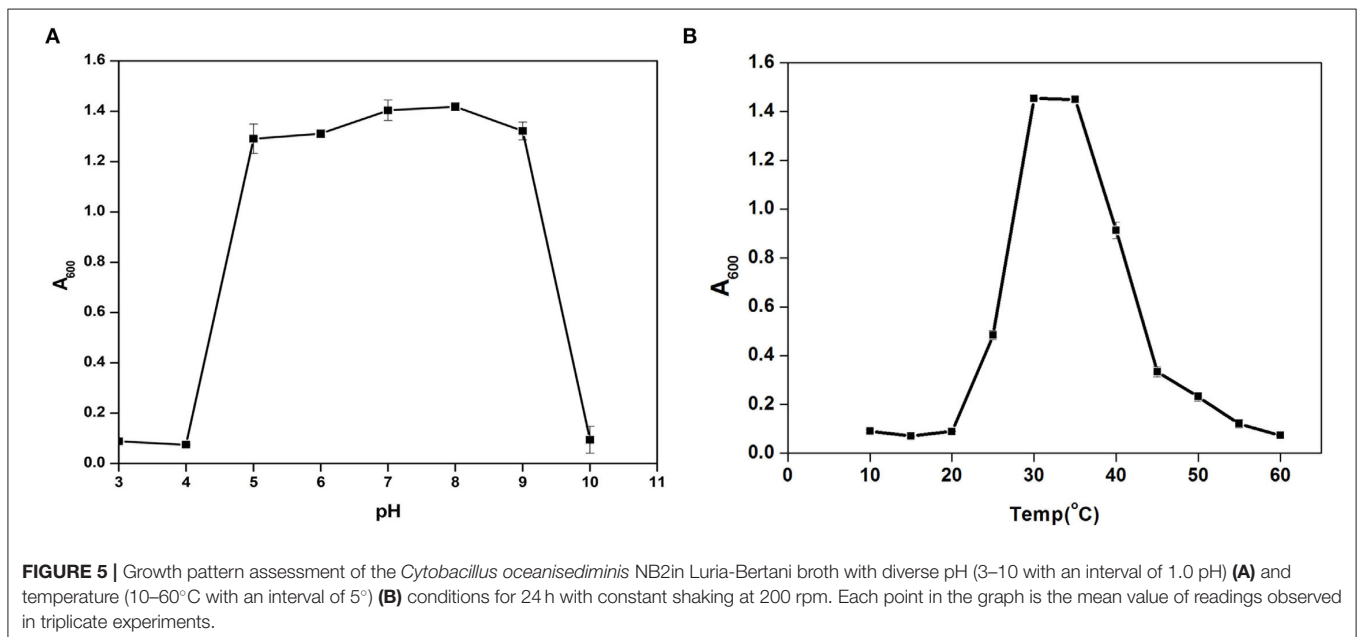 A
B
1.6
1.4
1.2
1.0
0.8
0.6
0.4
0.2
0.0
A600
3 4 5 6 7 8 9 10 11
pH
1.6
1.4
1.2
1.0
0.8
0.6
0.4
0.2
0.0
A600
0 10 20 30 40 50 60
Temp(°C)
FIGURE 5 | Growth pattern assessment of the Cytobacillus oceanisediminis NB2in Luria-Bertani broth with diverse pH (3–10 with an interval of 1.0 pH) (A) and
temperature (10–60°C with an interval of 5°) (B) conditions for 24 h with constant shaking at 200 rpm. Each point in the graph is the mean value of readings observed
in triplicate experiments.